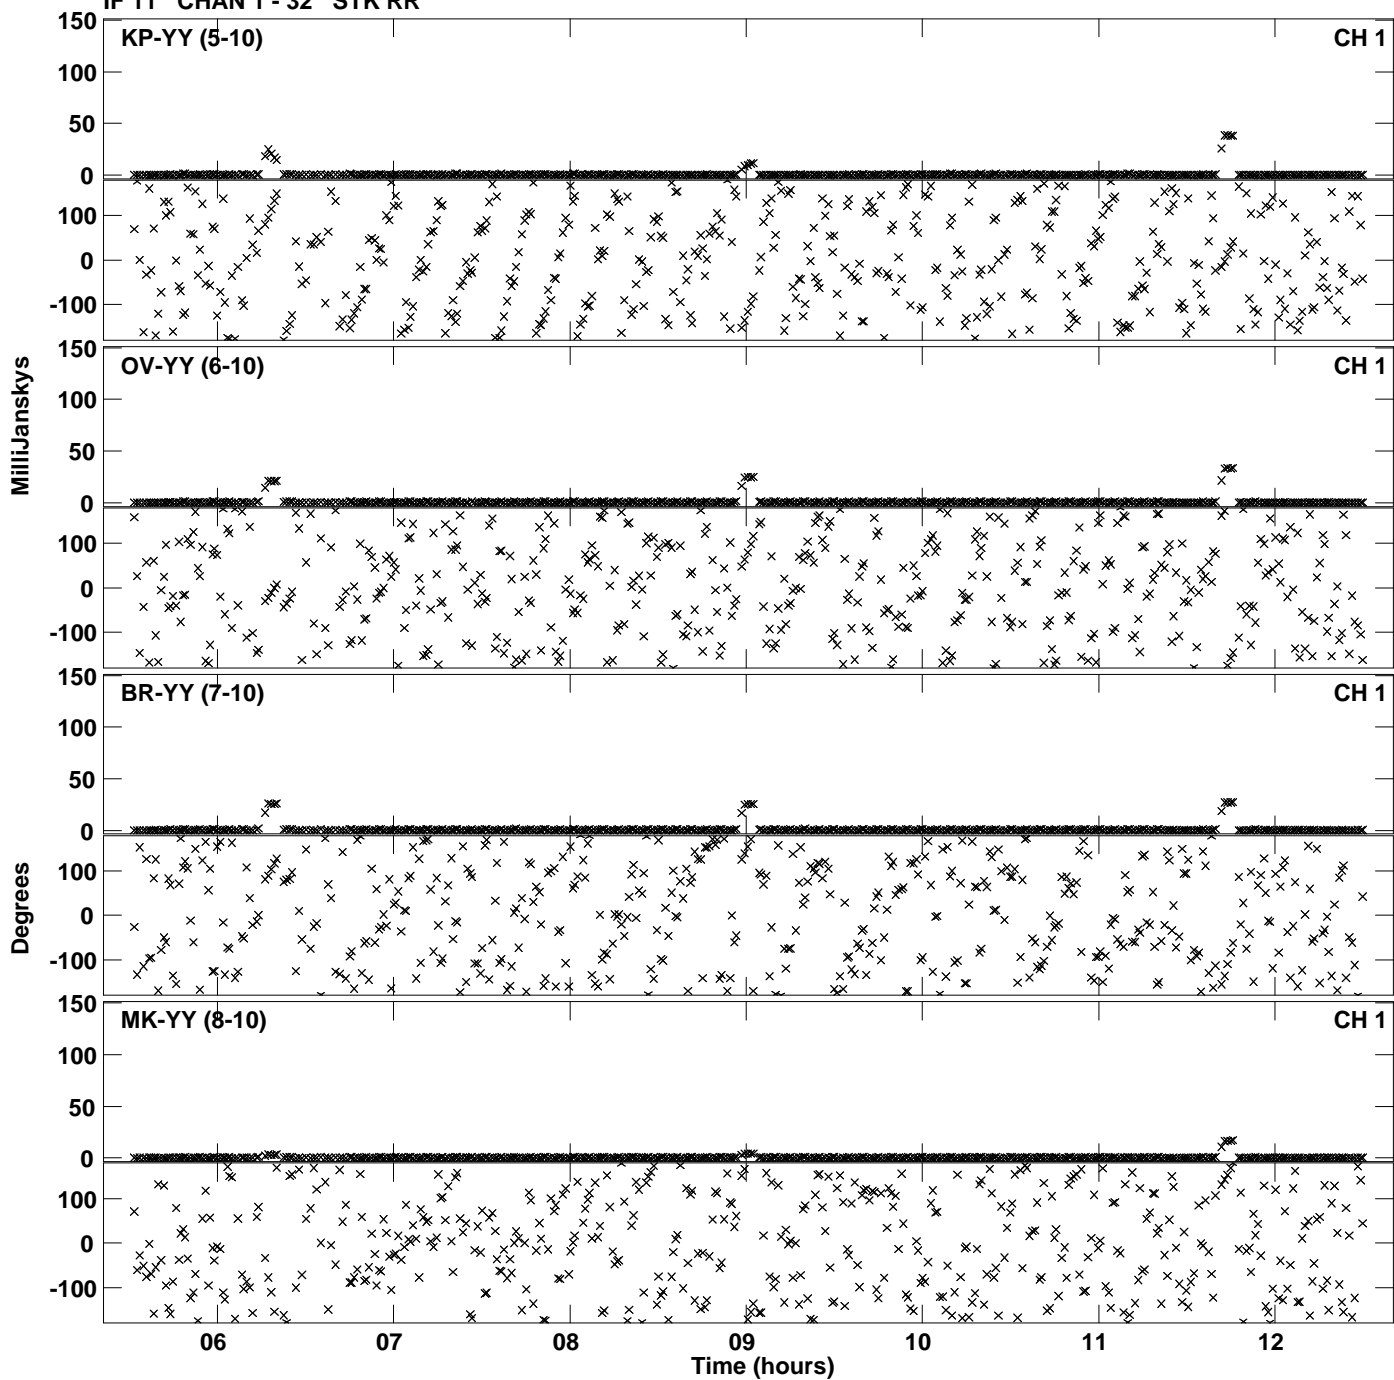 IF 11 CHAN 1 - 32 STK RR
150
KP-YY (5-10)
CH 1
100
50
0
100
0
-100
150
OV-YY (6-10)
CH 1
100
50
0
100
0
-100
150
BR-YY (7-10)
CH 1
100
50
0
100
0
-100
150
MK-YY (8-10)
CH 1
100
50
0
100
0
-100
MilliJanskys
Degrees
06 07 08 09 10 11 12
Time (hours)